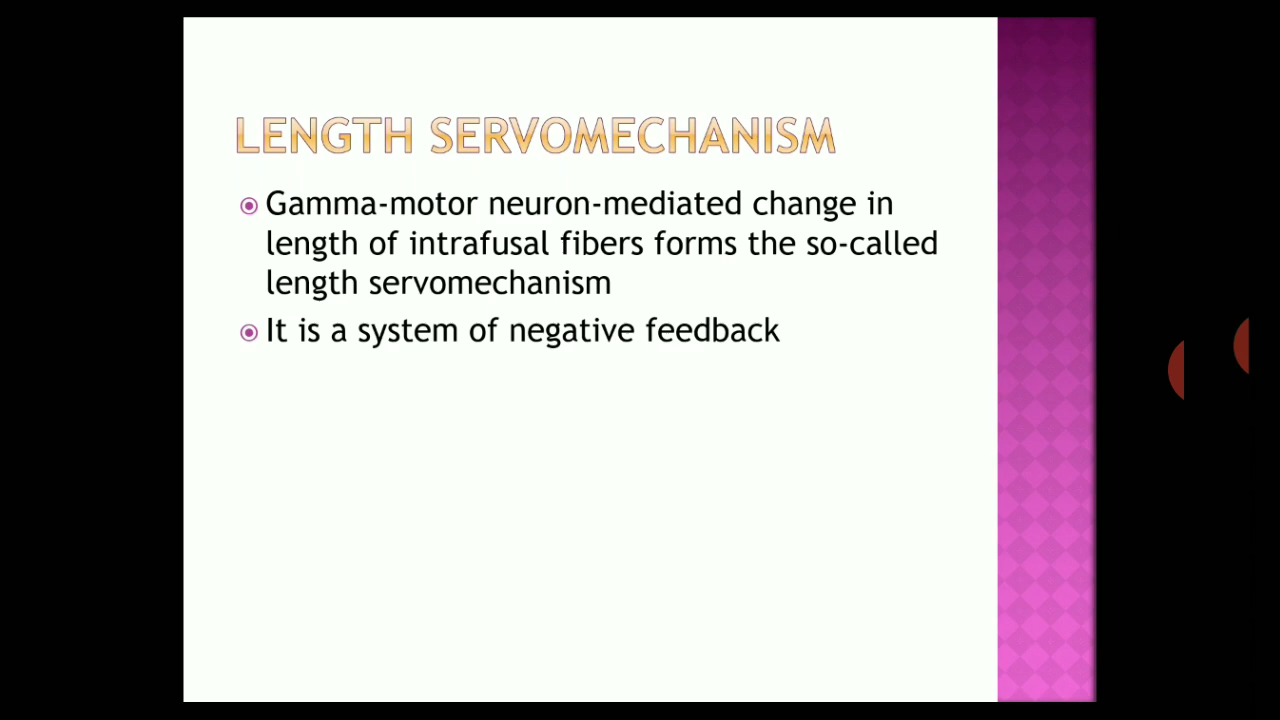 LENGTH SERVOMECHANISM
Gamma-motor neuron-mediated change in
length of intrafusal fibers forms the so-called
length servomechanism
It is a system of negative feedback